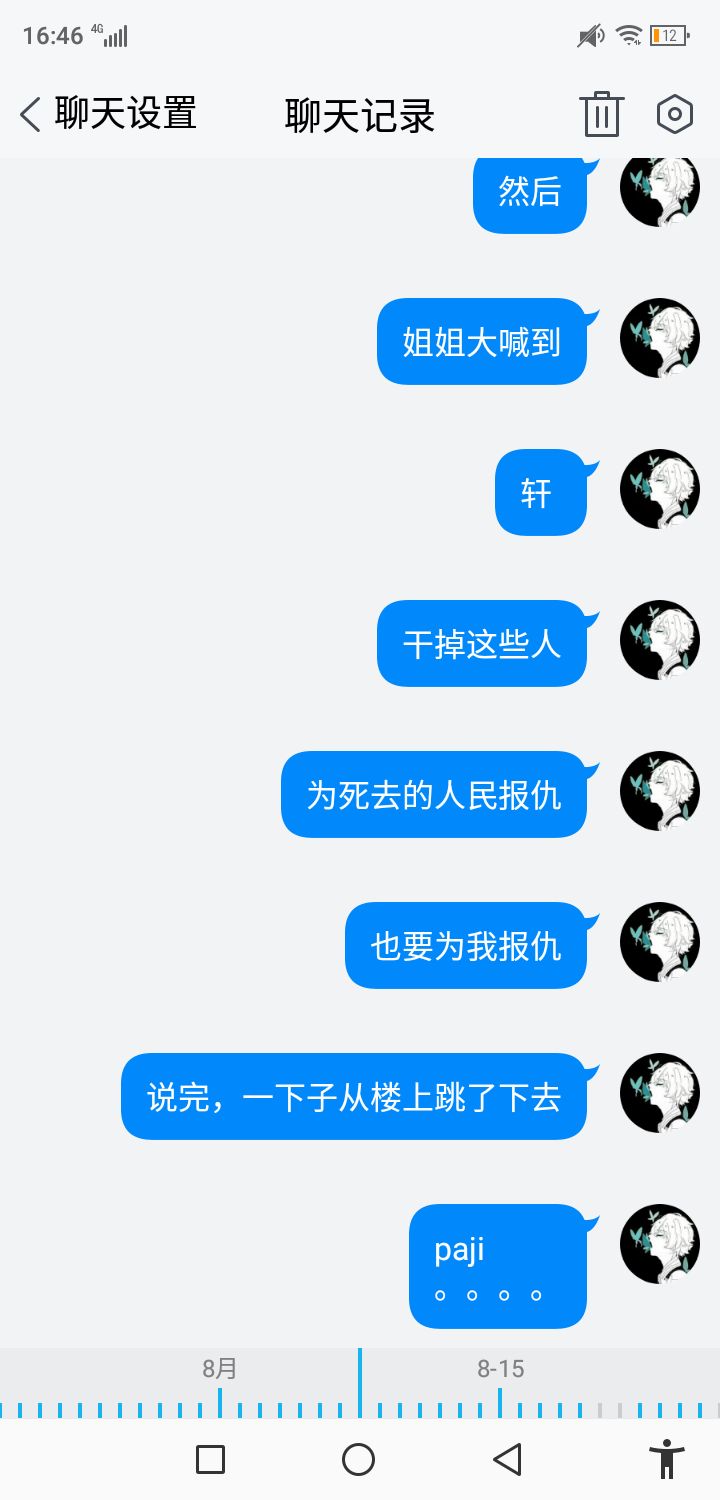 16:46 4G 12
聊天设置 聊天记录
然后
姐姐大喊到
轩
干掉这些人
为死去的人民报仇
也要为我报仇
说完，一下子从楼上跳了下去
paji
。。。。
8月 8-15